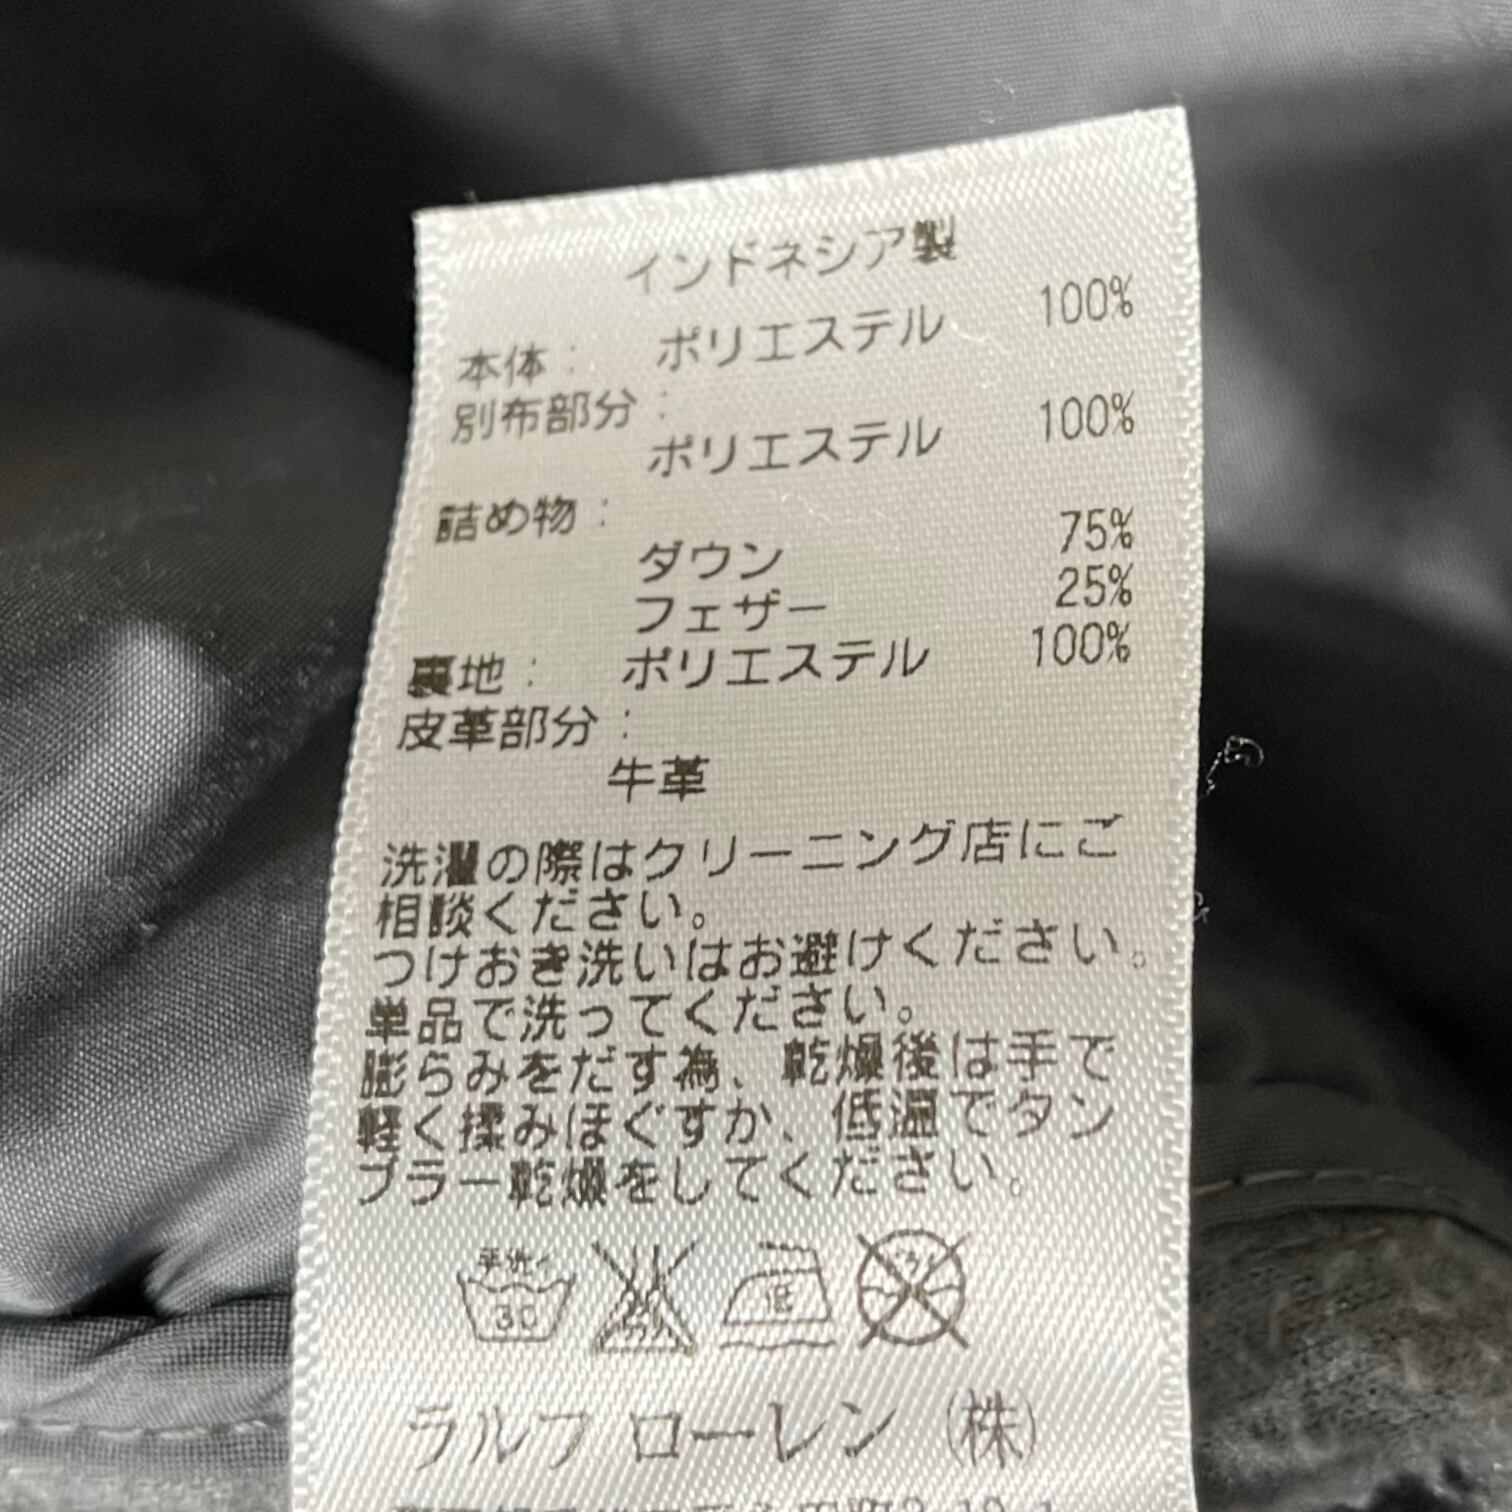 インドネシア製
本体: ポリエステル 100%
別布部分:
ポリエステル 100%
詰め物:
ダウン 75%
フェザー 25%
裏地: ポリエステル 100%
皮革部分:
牛革
洗濯の際はクリーニング店にご
相談ください。
つけおき洗いはお避けください。
単品で洗ってください。
膨らみをだす為、乾燥後は手で
軽く揉みほぐすか、低温でタン
ブラー乾燥をしてください。
手洗イ
30
低
ラルフ ローレン (株)